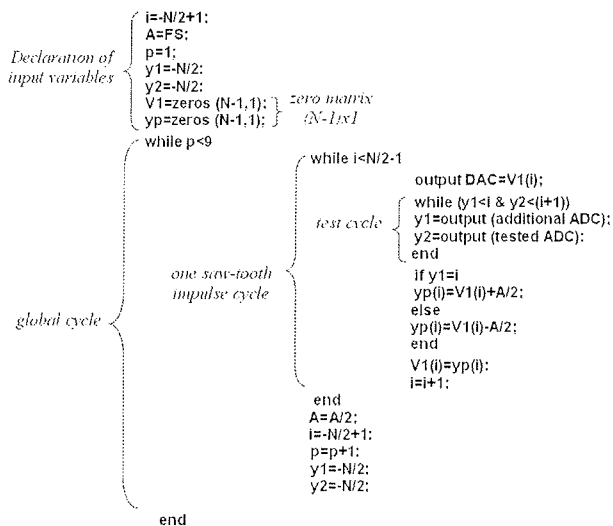 Declaration of
input variables
i=-N/2+1;
A=FS;
p=1;
y1=-N/2;
y2=-N/2;
V1=zeros (N-1,1);
yp=zeros (N-1,1);
zero matrix
(N-1)x1
global cycle
while p<9
one saw-tooth
impulse cycle
while i<N/2-1
output DAC=V1(i);
test cycle
while (y1<i & y2<(i+1))
y1=output (additional ADC);
y2=output (tested ADC);
end
if y1=i
yp(i)=V1(i)+A/2;
else
yp(i)=V1(i)-A/2;
end
V1(i)=yp(i);
i=i+1;
end
A=A/2;
i=-N/2+1;
p=p+1;
y1=-N/2;
y2=-N/2;
end